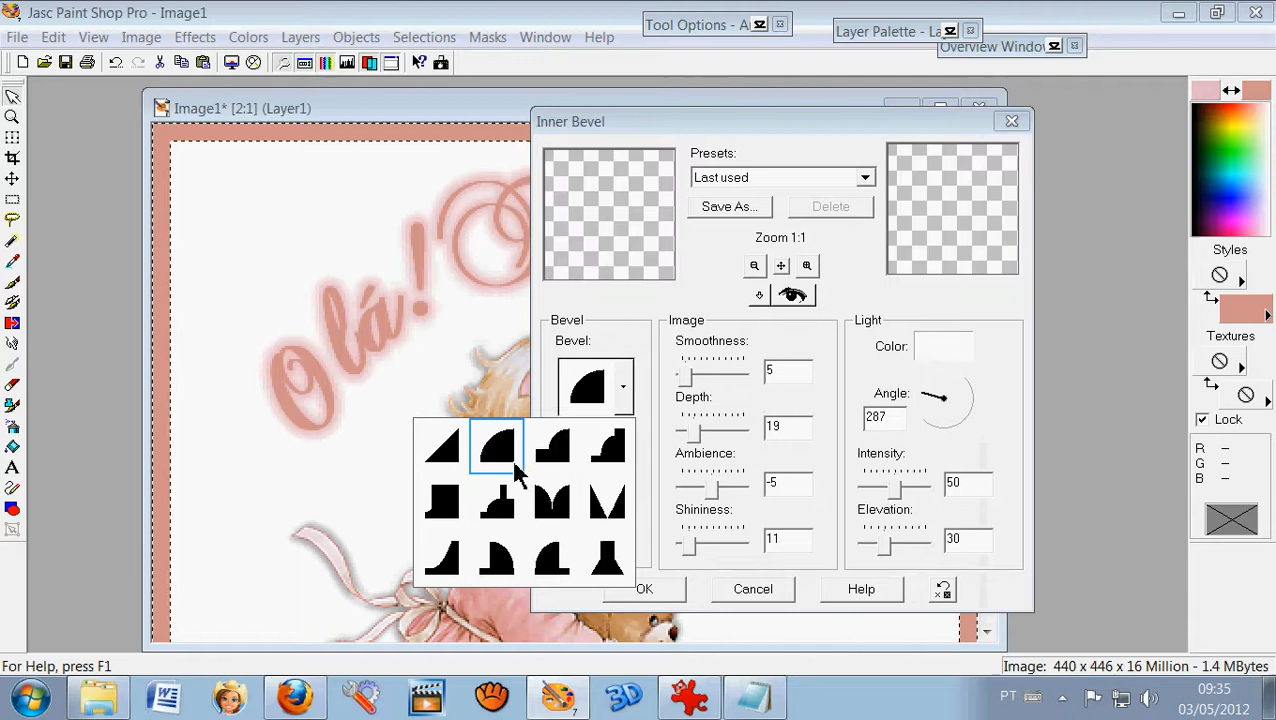 Jasc Paint Shop Pro - Image1
Tool Options - A
Layer Palette - La
Overview Window
File Edit View Image Effects Colors Layers Objects Selections Masks Window Help
Image1* [2:1] (Layer1)
Olá!
Inner Bevel
Presets:
Last used
Save As...
Delete
Zoom 1:1
Bevel
Bevel:
Image
Smoothness:
5
Depth:
19
Ambience:
-5
Shininess:
11
Light
Color:
Angle:
287
Intensity:
50
Elevation:
30
OK
Cancel
Help
Styles
Textures
Lock
R –
G –
B –
For Help, press F1
Image: 440 x 446 x 16 Million - 1.4 MBytes
7
3D
PT
09:35
03/05/2012